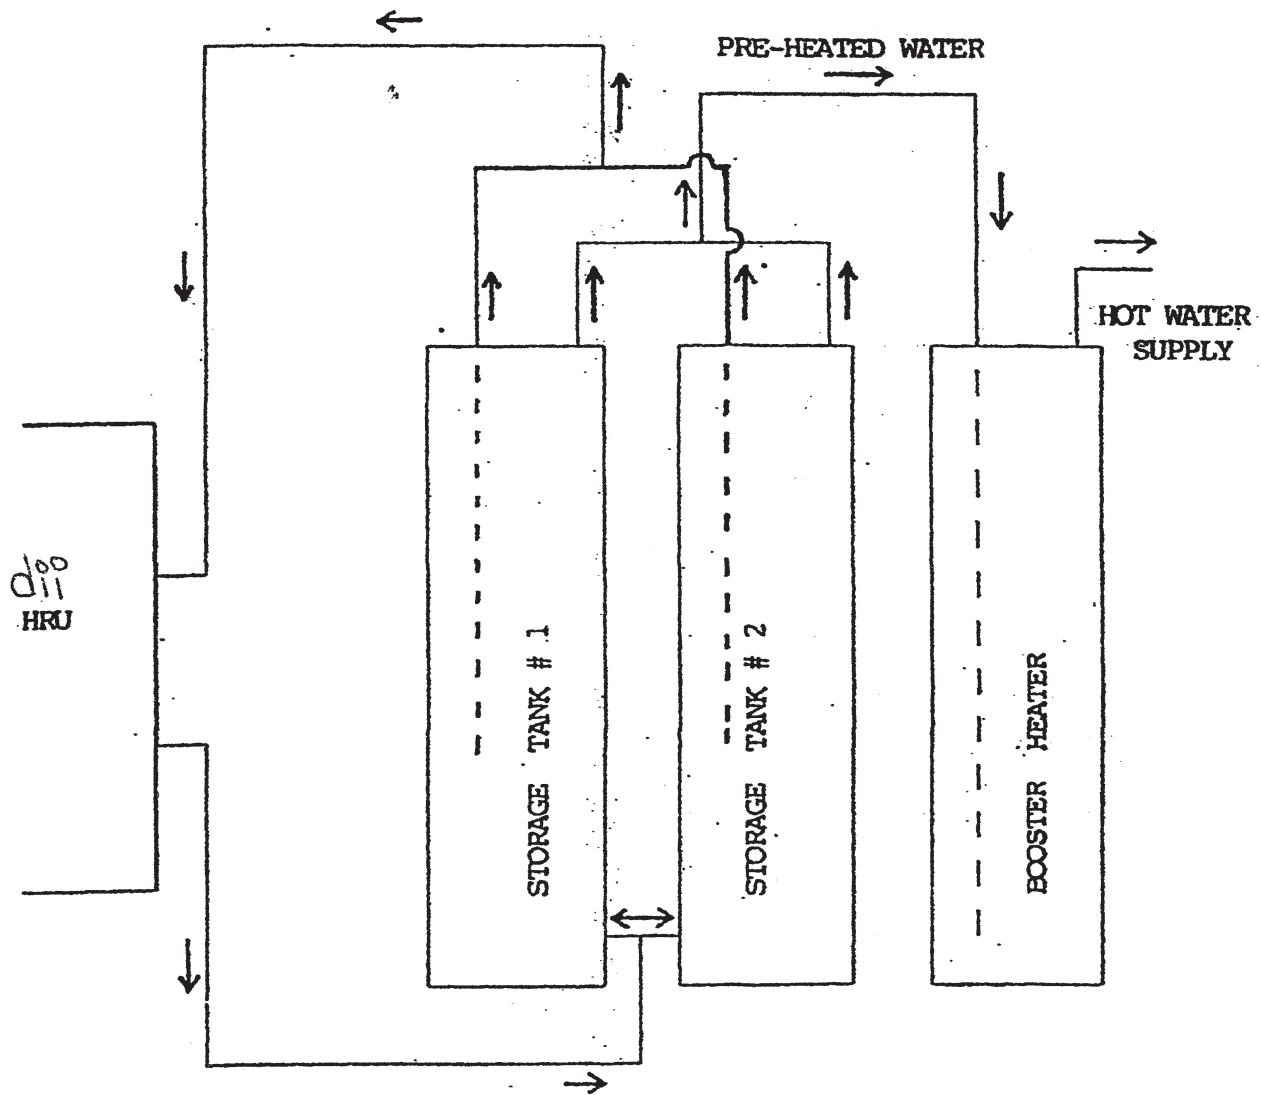 PRE-HEATED WATER
HOT WATER
SUPPLY
HRU
STORAGE TANK # 1
STORAGE TANK # 2
BOOSTER HEATER